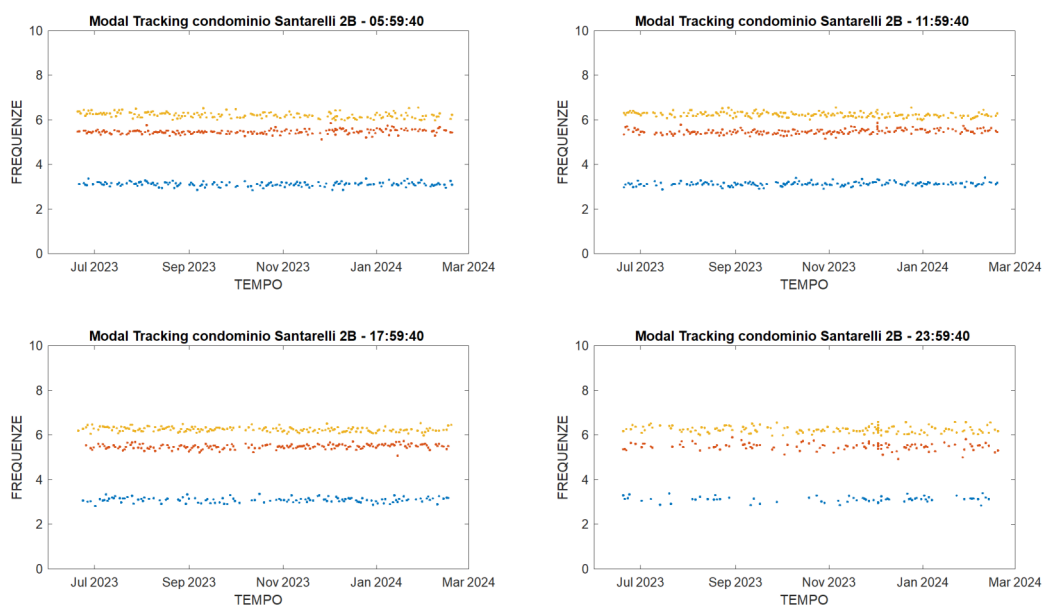 Modal Tracking condominio Santarelli 2B - 05:59:40
10
8
6
4
2
0
FREQUENZE
Jul 2023 Sep 2023 Nov 2023 Jan 2024 Mar 2024
TEMPO
Modal Tracking condominio Santarelli 2B - 11:59:40
10
8
6
4
2
0
FREQUENZE
Jul 2023 Sep 2023 Nov 2023 Jan 2024 Mar 2024
TEMPO
Modal Tracking condominio Santarelli 2B - 17:59:40
10
8
6
4
2
0
FREQUENZE
Jul 2023 Sep 2023 Nov 2023 Jan 2024 Mar 2024
TEMPO
Modal Tracking condominio Santarelli 2B - 23:59:40
10
8
6
4
2
0
FREQUENZE
Jul 2023 Sep 2023 Nov 2023 Jan 2024 Mar 2024
TEMPO